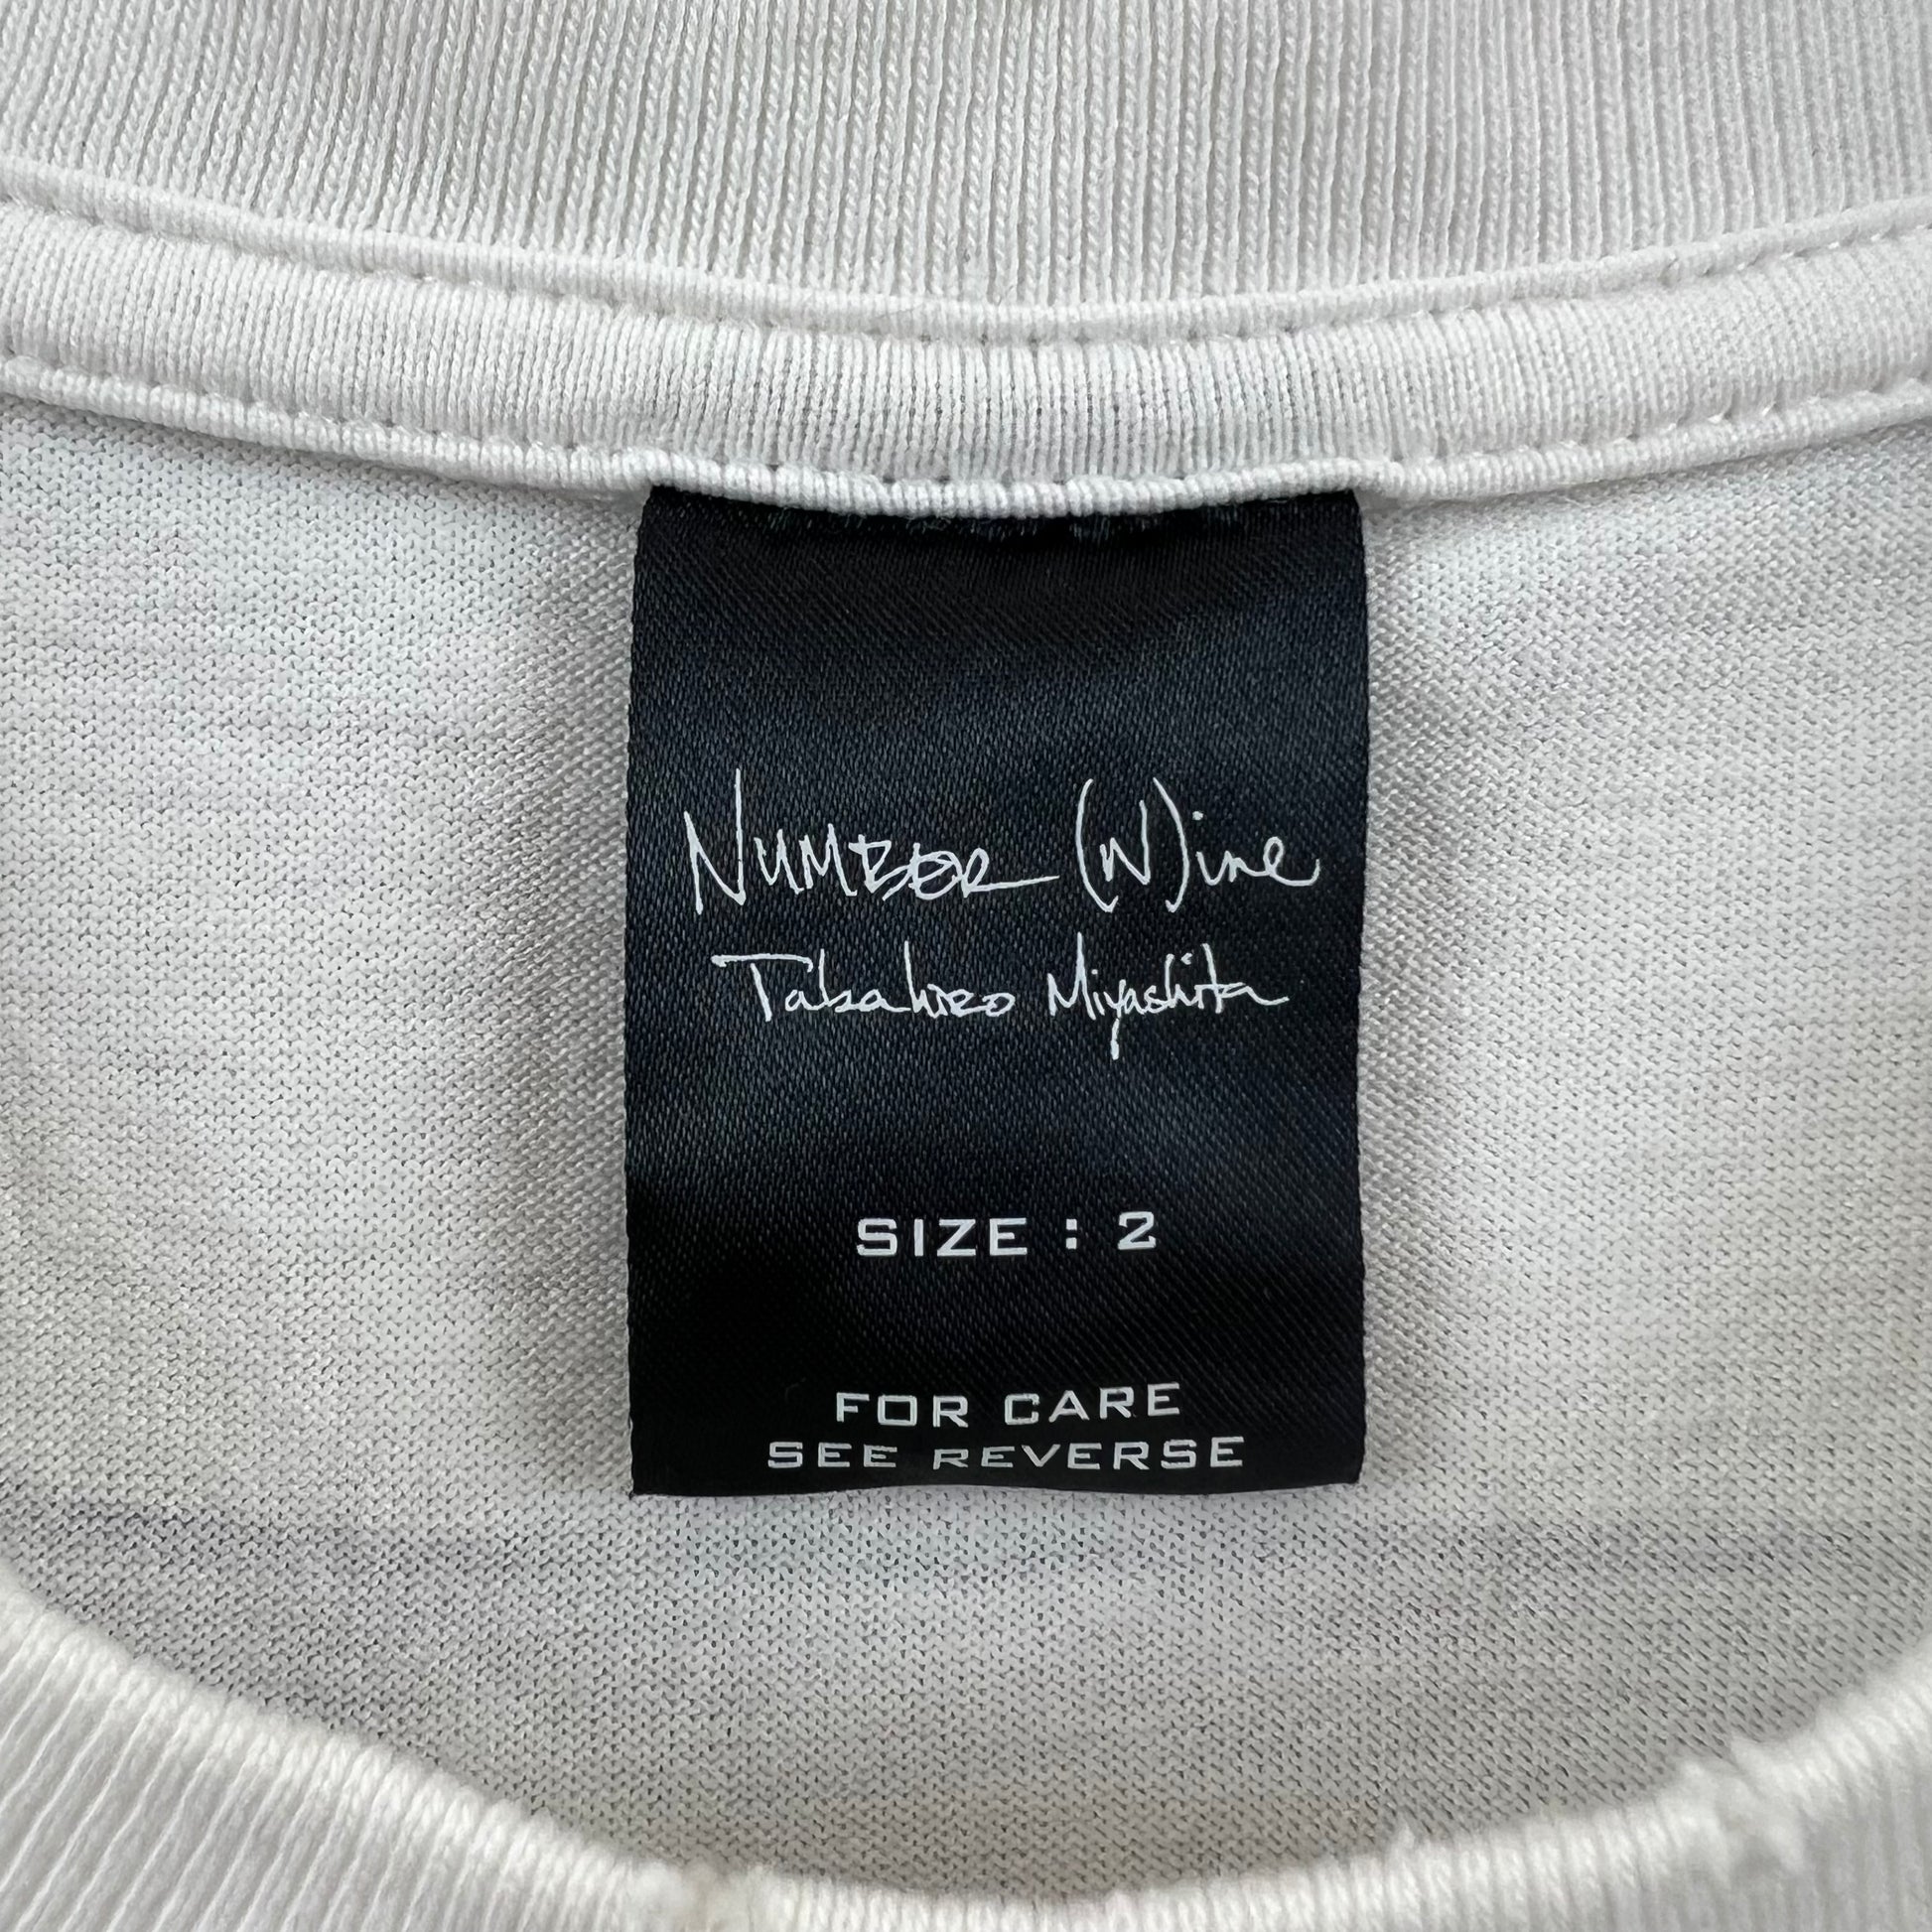 NUMBER (N)ine
Takahiro Miyashita
SIZE : 2
FOR CARE
SEE REVERSE